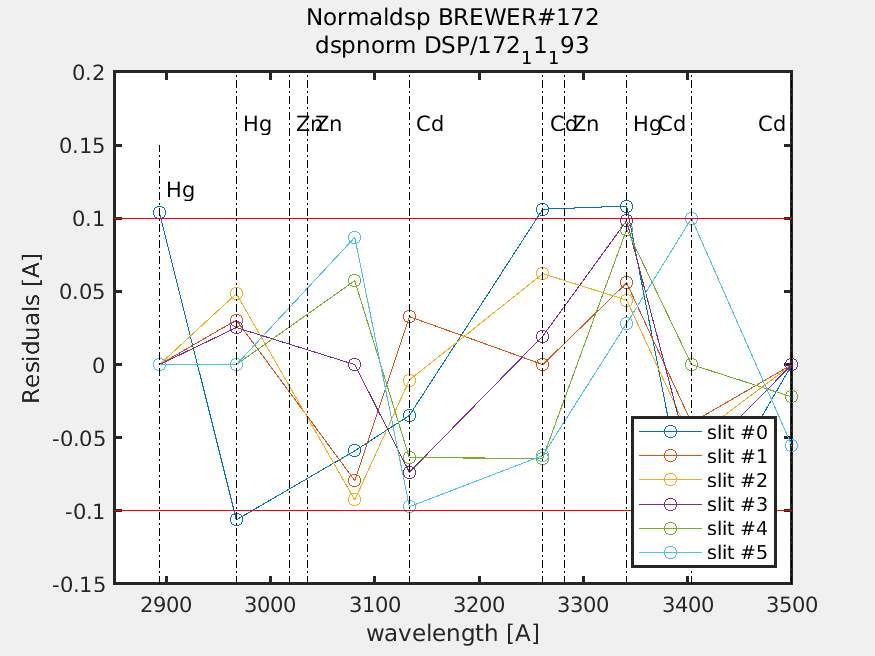 Normaldsp BREWER#172
dspnorm DSP/172₁1₁93
0.2
0.15
0.1
0.05
0
-0.05
-0.1
-0.15
Residuals [A]
Hg
Hg
Zn
Zn
Cd
Cd
Zn
Hg
Cd
Cd
slit #0
slit #1
slit #2
slit #3
slit #4
slit #5
2900 3000 3100 3200 3300 3400 3500
wavelength [A]